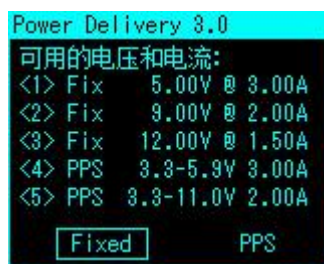 Power Delivery 3.0
可用的电压和电流:
<1> Fix 5.00V @ 3.00A
<2> Fix 9.00V @ 2.00A
<3> Fix 12.00V @ 1.50A
<4> PPS 3.3-5.9V 3.00A
<5> PPS 3.3-11.0V 2.00A
Fixed PPS